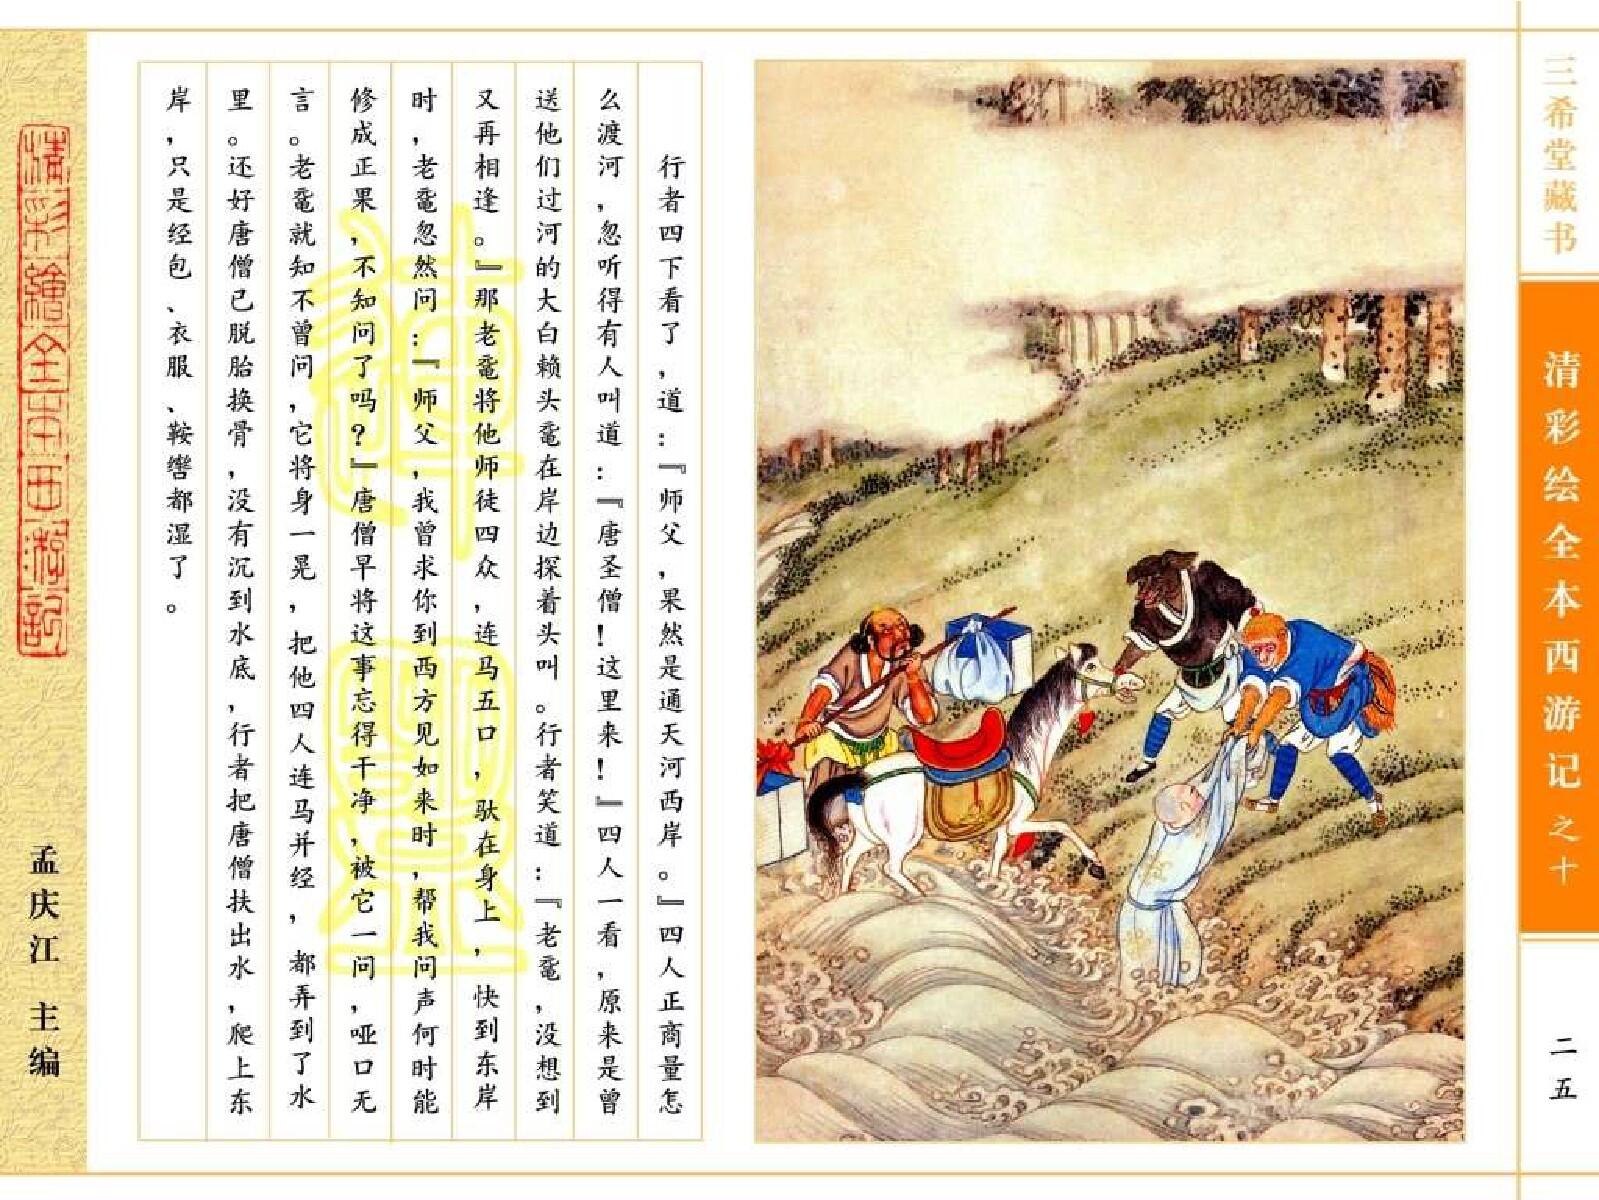 三希堂藏书
清彩绘全本西游记之十
二五
行者四下看了，道：『师父，果然是通天河西岸。』四人正商量怎
么渡河，忽听得有人叫道：『唐圣僧！这里来！』四人一看，原来是曾
送他们过河的大白赖头鼋在岸边探着头叫。行者笑道：『老鼋，没想到
又再相逢。』那老鼋将他师徒四众，连马五口，驮在身上，快到东岸
时，老鼋忽然问：『师父，我曾求你到西方见如来时，帮我问声何时能
修成正果，不知问了吗？』唐僧早将这事忘得干净，被它一问，哑口无
言。老鼋就知不曾问，它将身一晃，把他四人连马并经，都弄到了水
里。还好唐僧已脱胎换骨，没有沉到水底，行者把唐僧扶出水，爬上东
岸，只是经包、衣服、鞍辔都湿了。
清彩繪全本西游記
孟庆江 主编